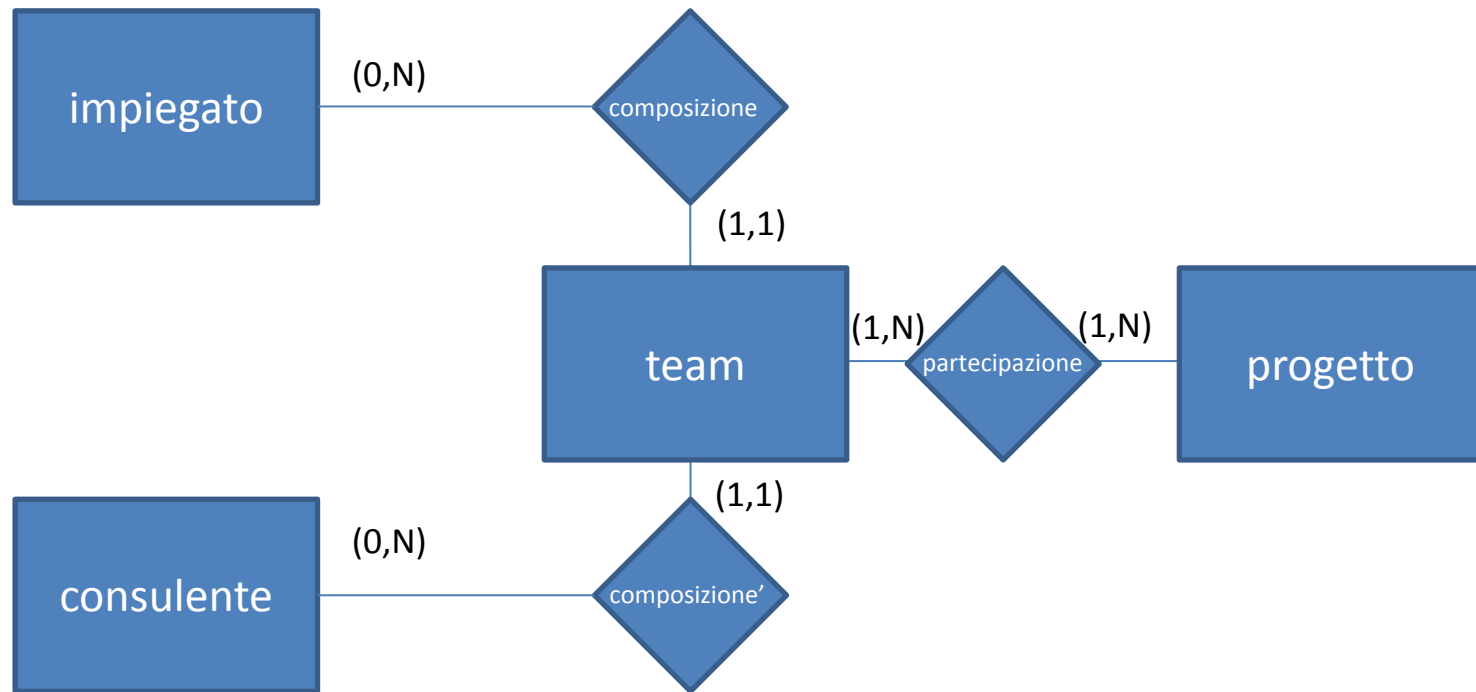 impiegato
(0,N)
composizione
(1,1)
team
(1,N)
partecipazione
(1,N)
progetto
(1,1)
consulente
(0,N)
composizione’